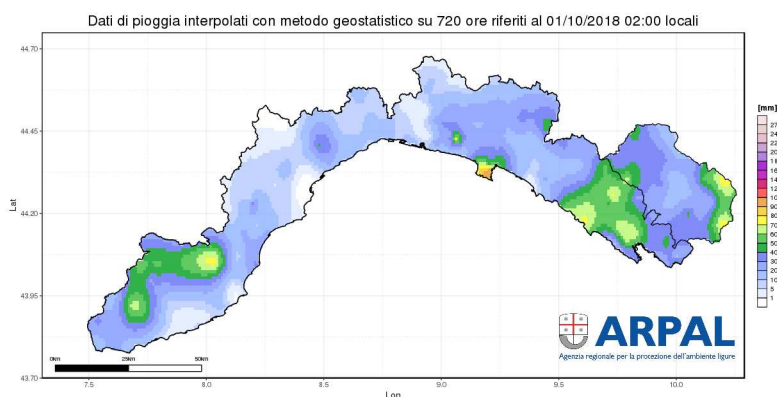 Dati di pioggia interpolati con metodo geostatistico su 720 ore riferiti al 01/10/2018 02:00 locali
44.70
44.45
44.20
43.95
43.70
Lat
7.5
8.0
8.5
9.0
9.5
10.0
Lon
0km
25km
50km
[mm]
90
80
70
60
50
40
30
20
10
5
1
ARPAL
Agenzia regionale per la protezione dell'ambiente ligure